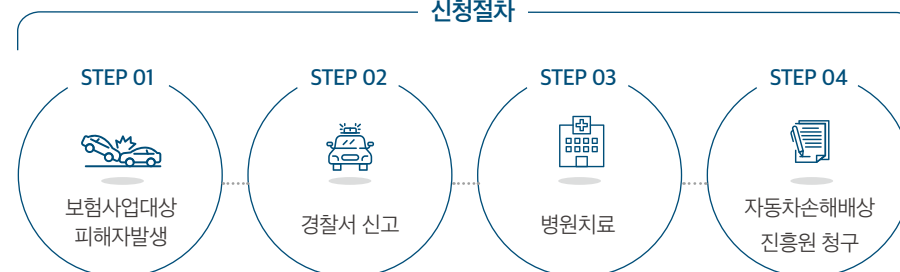 신청절차
STEP 01
STEP 02
STEP 03
STEP 04
보험사업대상
피해자발생
경찰서 신고
병원치료
자동차손해배상
진흥원 청구